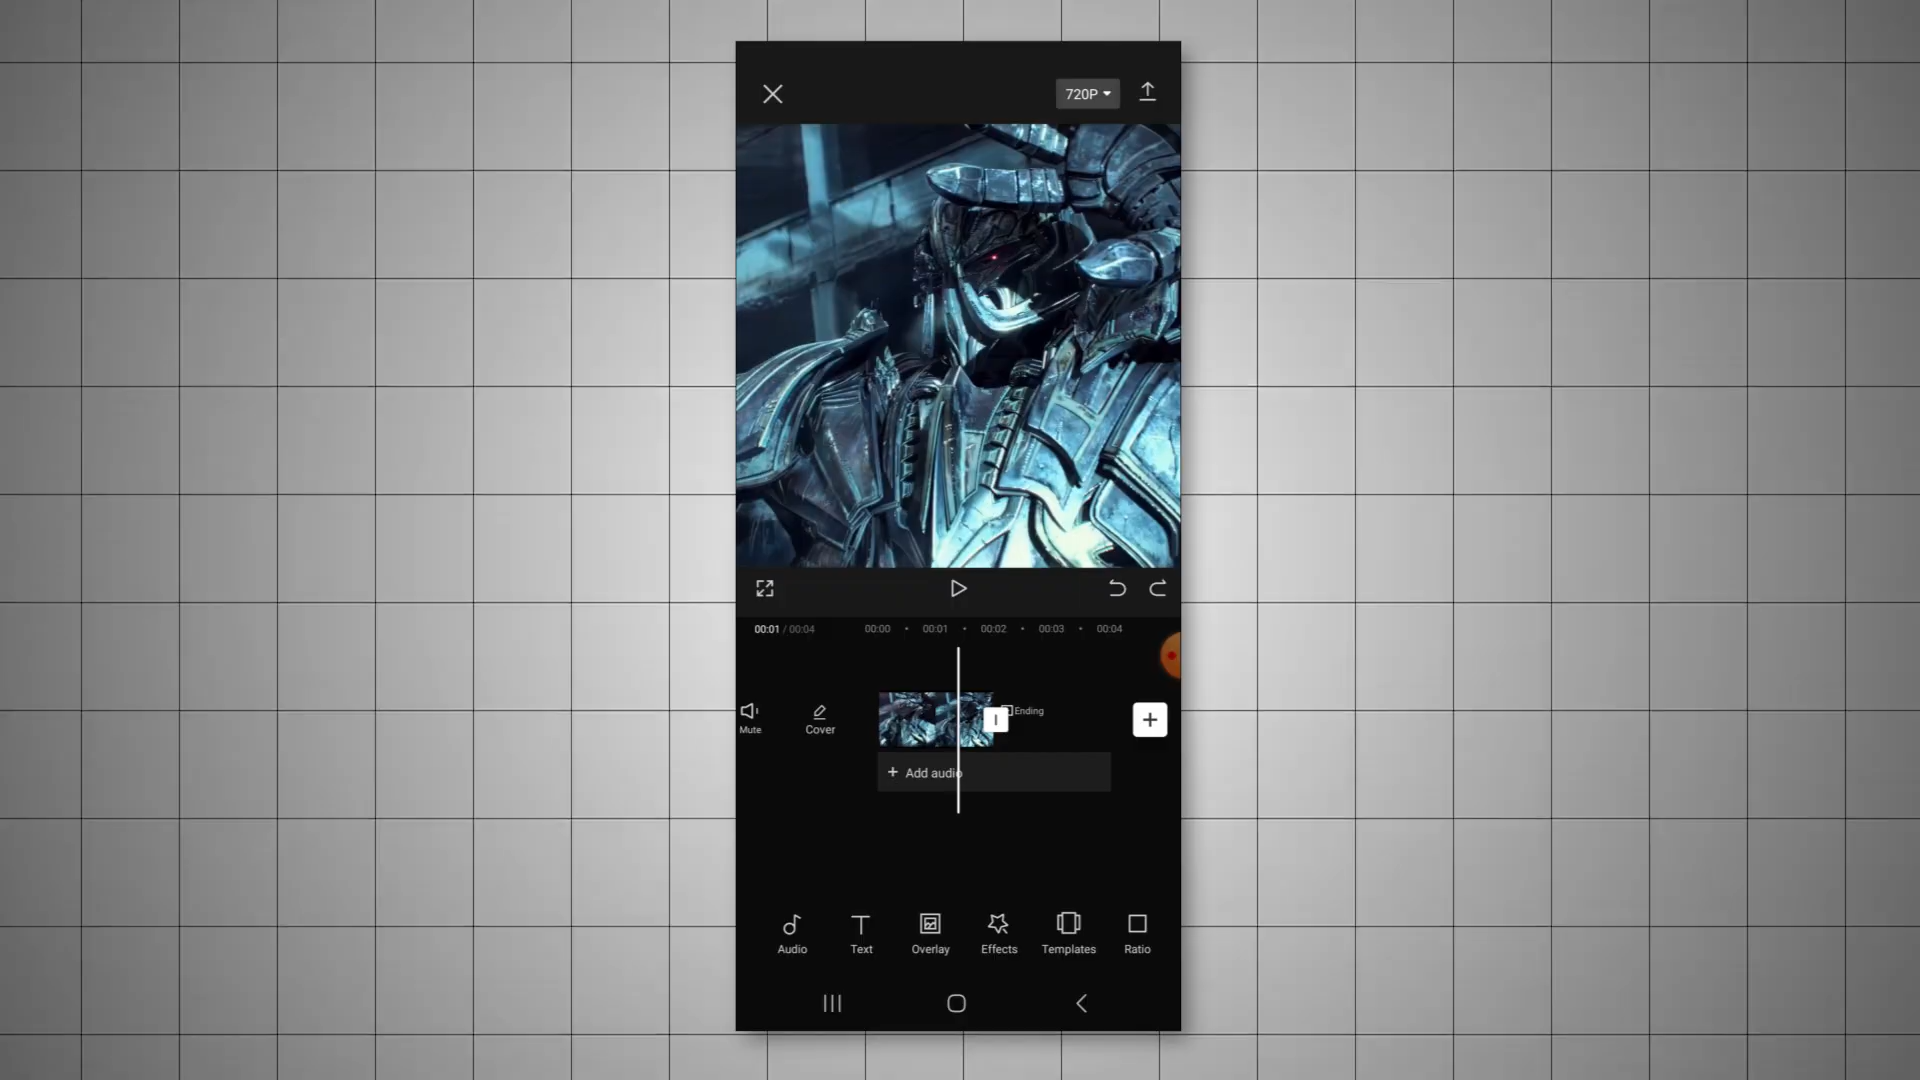 720P
00:01 / 00:04
00:00 00:01 00:02 00:03 00:04
Mute
Cover
Ending
+ Add audio
Audio
Text
Overlay
Effects
Templates
Ratio